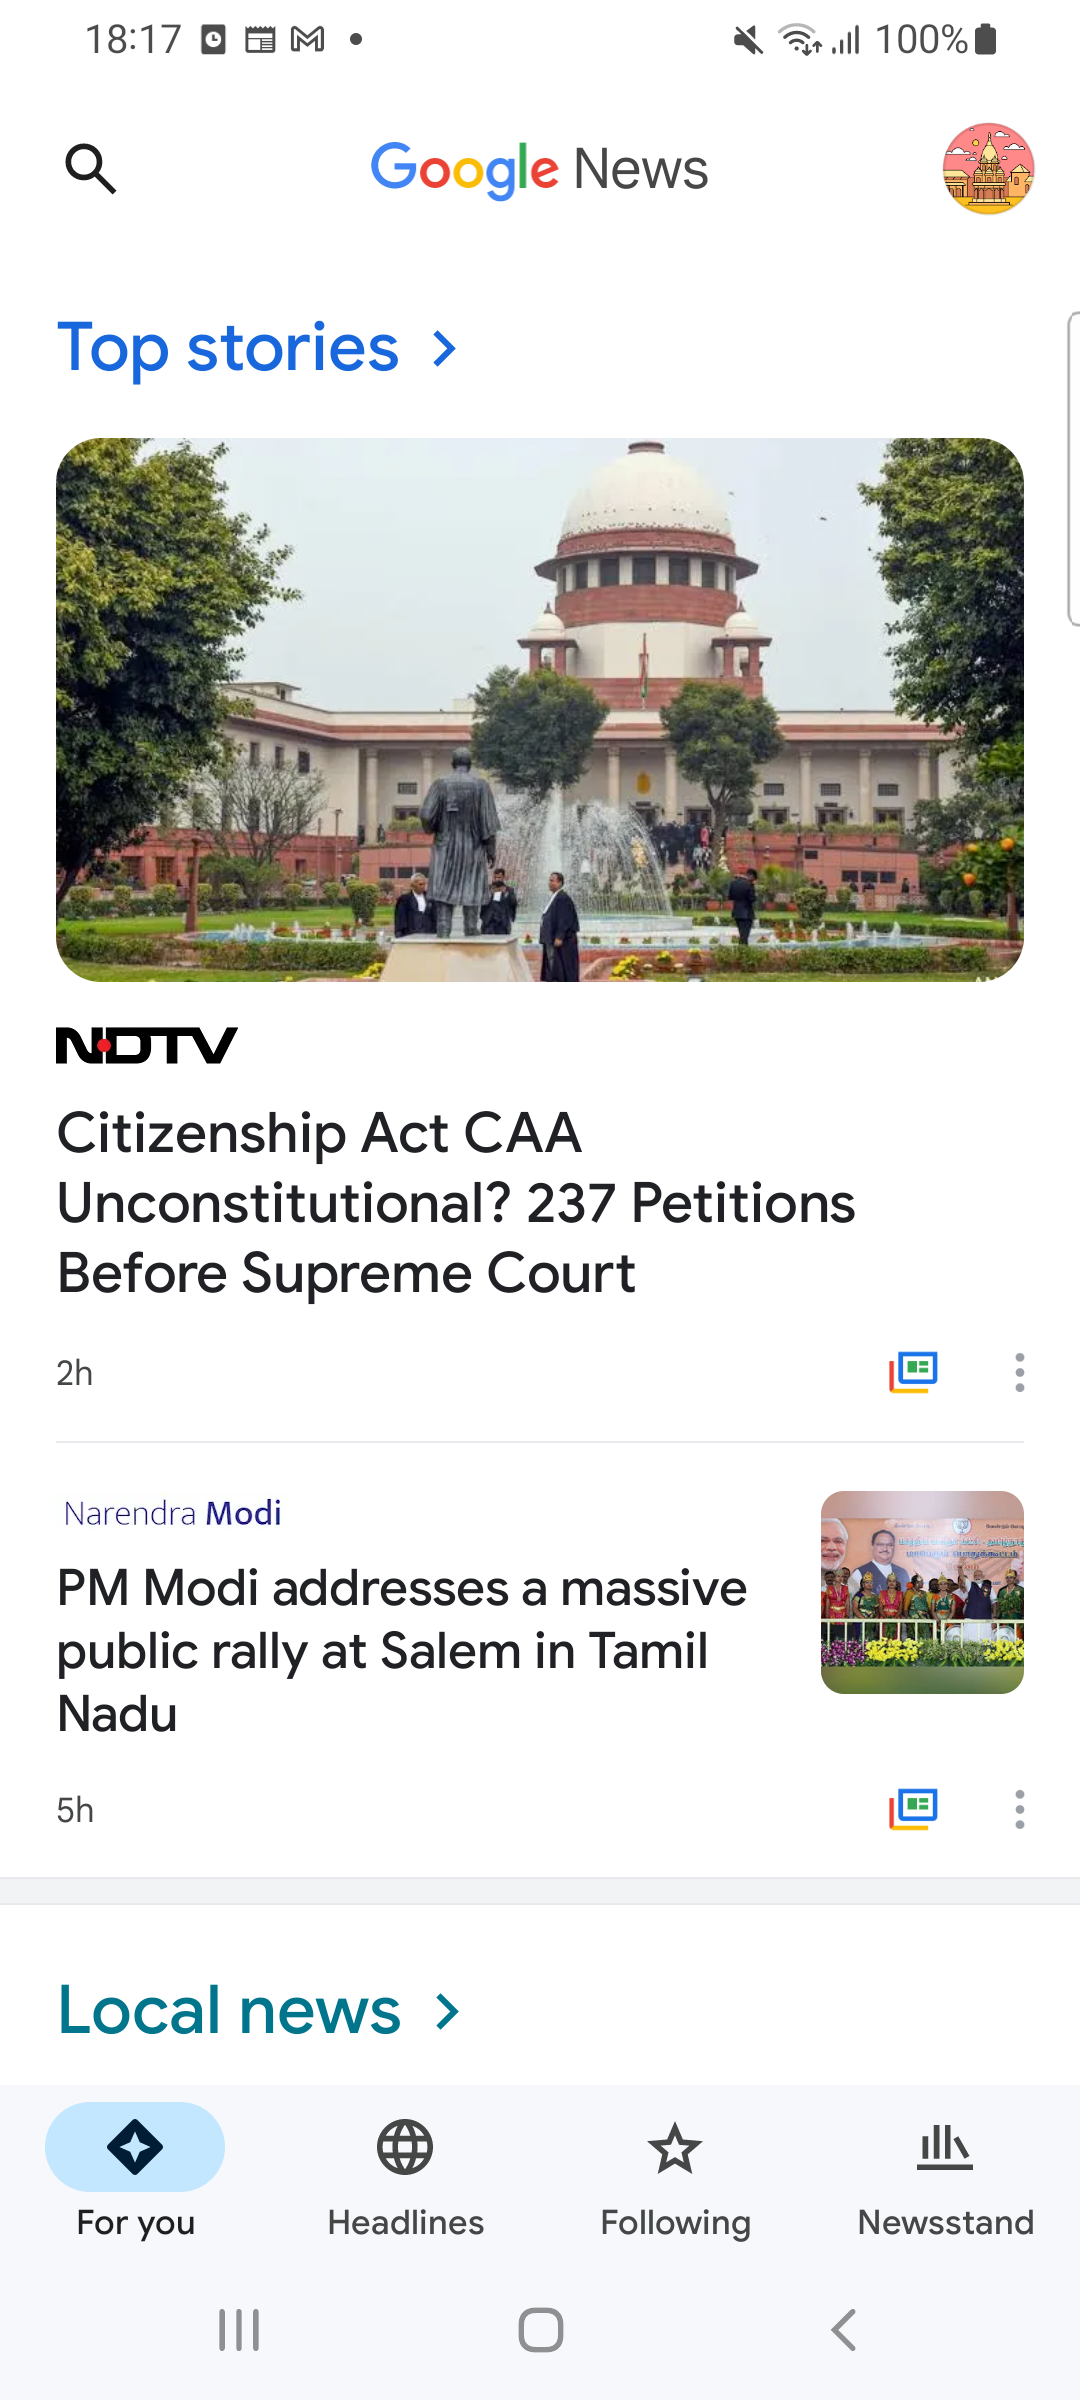 18:17
100%
Google News
Top stories
NDTV
Citizenship Act CAA
Unconstitutional? 237 Petitions
Before Supreme Court
2h
Narendra Modi
PM Modi addresses a massive
public rally at Salem in Tamil
Nadu
5h
Local news
For you
Headlines
Following
Newsstand